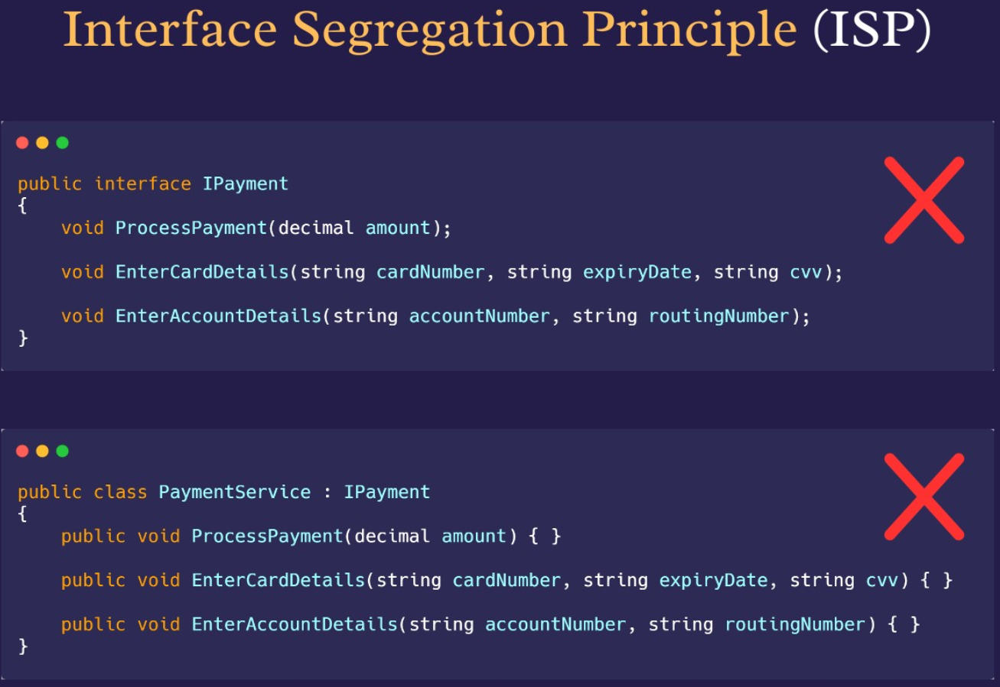 Interface Segregation Principle (ISP)
public interface IPayment
{
    void ProcessPayment(decimal amount);
    void EnterCardDetails(string cardNumber, string expiryDate, string cvv);
    void EnterAccountDetails(string accountNumber, string routingNumber);
}
public class PaymentService : IPayment
{
    public void ProcessPayment(decimal amount) { }
    public void EnterCardDetails(string cardNumber, string expiryDate, string cvv) { }
    public void EnterAccountDetails(string accountNumber, string routingNumber) { }
}